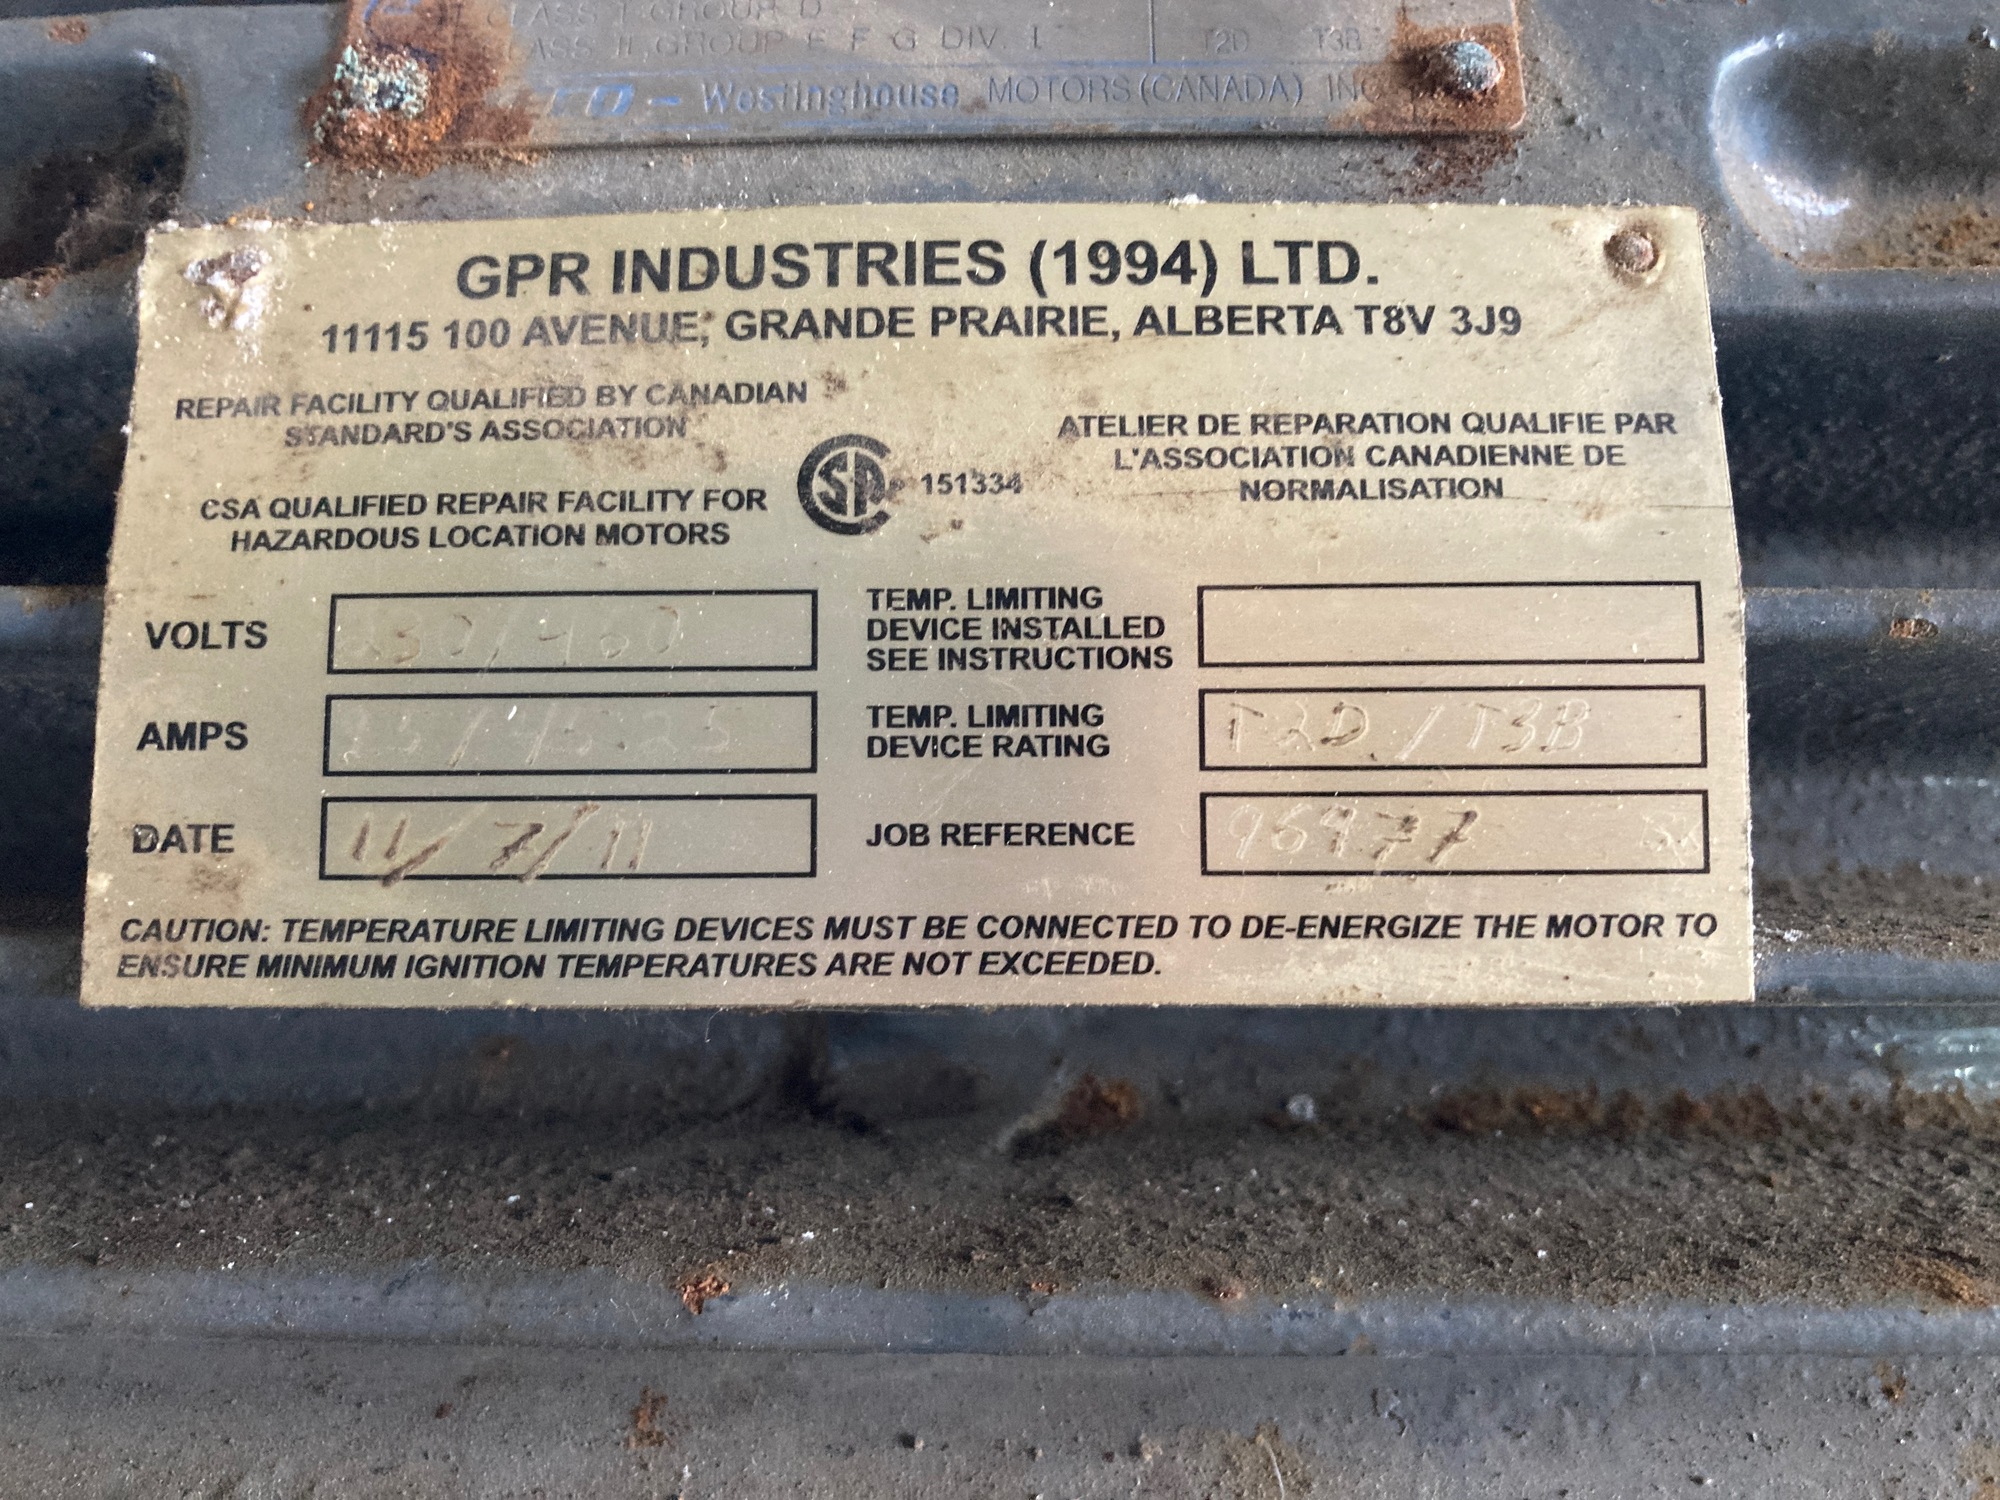 CLASS I GROUP D
CLASS II GROUP E F G DIV. 1 T2D T3B
Westinghouse MOTORS (CANADA) INC
GPR INDUSTRIES (1994) LTD.
11115 100 AVENUE, GRANDE PRAIRIE, ALBERTA T8V 3J9
REPAIR FACILITY QUALIFIED BY CANADIAN
STANDARD'S ASSOCIATION
CSA QUALIFIED REPAIR FACILITY FOR
HAZARDOUS LOCATION MOTORS
151334
ATELIER DE REPARATION QUALIFIE PAR
L'ASSOCIATION CANADIENNE DE
NORMALISATION
VOLTS 230/460
AMPS
DATE 11/7/11
TEMP. LIMITING
DEVICE INSTALLED
SEE INSTRUCTIONS
TEMP. LIMITING
DEVICE RATING T2D/T3B
JOB REFERENCE
CAUTION: TEMPERATURE LIMITING DEVICES MUST BE CONNECTED TO DE-ENERGIZE THE MOTOR TO
ENSURE MINIMUM IGNITION TEMPERATURES ARE NOT EXCEEDED.